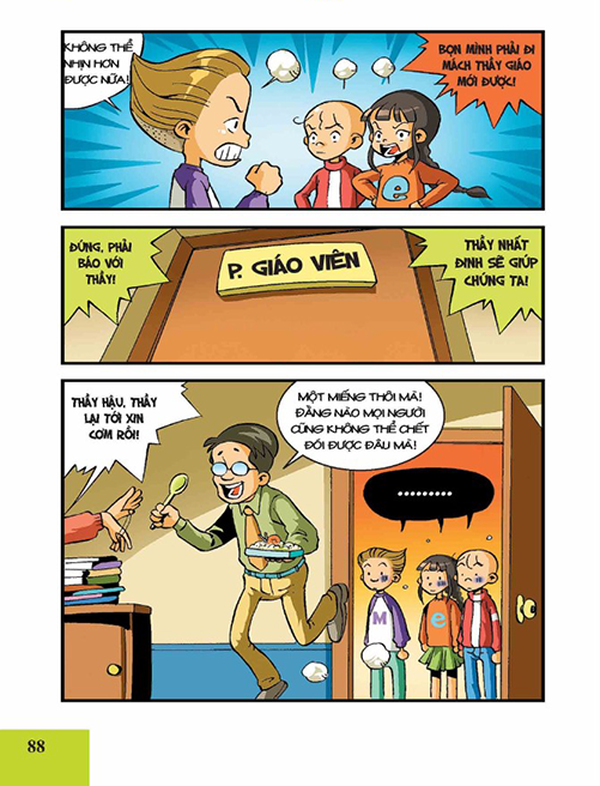 KHÔNG THỂ
NHỊN HƠN
ĐƯỢC NỮA!
BỌN MÌNH PHẢI ĐI
MÁCH THẦY GIÁO
MỚI ĐƯỢC!
ĐÚNG, PHẢI
BÁO VỚI
THẦY!
P. GIÁO VIÊN
THẦY NHẤT
ĐỊNH SẼ GIÚP
CHÚNG TA!
THẦY HẬU, THẦY
LẠI TỚI XIN
CƠM RỒI!
MỘT MIẾNG THÔI MÀ!
ĐẰNG NÀO MỌI NGƯỜI
CŨNG KHÔNG THỂ CHẾT
ĐÓI ĐƯỢC ĐÂU MÀ!
..........
e
M
e
88